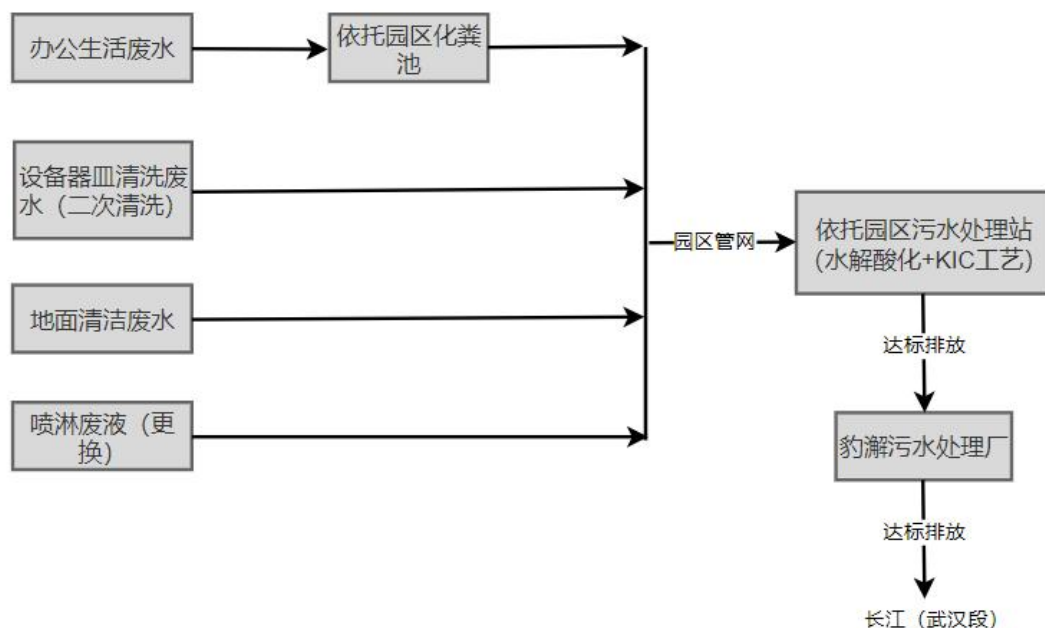 办公生活废水
依托园区化粪
池
设备器皿清洗废
水（二次清洗）
地面清洁废水
喷淋废液（更
换）
园区管网
依托园区污水处理站
(水解酸化+KIC工艺)
达标排放
豹澥污水处理厂
达标排放
长江（武汉段）